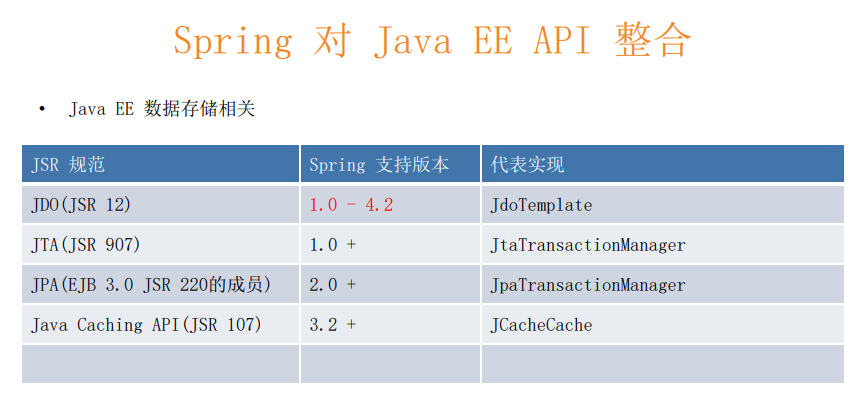 Spring 对 Java EE API 整合
• Java EE 数据存储相关
JSR 规范 Spring 支持版本 代表实现
JDO(JSR 12) 1.0 - 4.2 JdoTemplate
JTA(JSR 907) 1.0 + JtaTransactionManager
JPA(EJB 3.0 JSR 220的成员) 2.0 + JpaTransactionManager
Java Caching API(JSR 107) 3.2 + JCacheCache